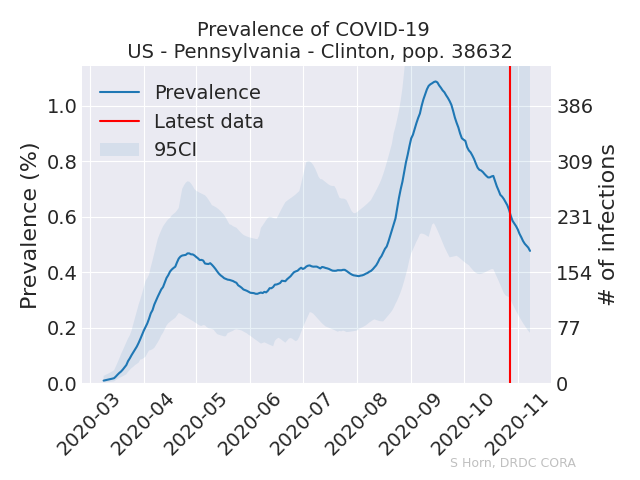 Prevalence of COVID-19
US - Pennsylvania - Clinton, pop. 38632
Prevalence
Latest data
95CI
Prevalence (%)
1.0
0.8
0.6
0.4
0.2
0.0
386
309
231
154
77
0
# of infections
2020-03
2020-04
2020-05
2020-06
2020-07
2020-08
2020-09
2020-10
2020-11
S Horn, DRDC CORA